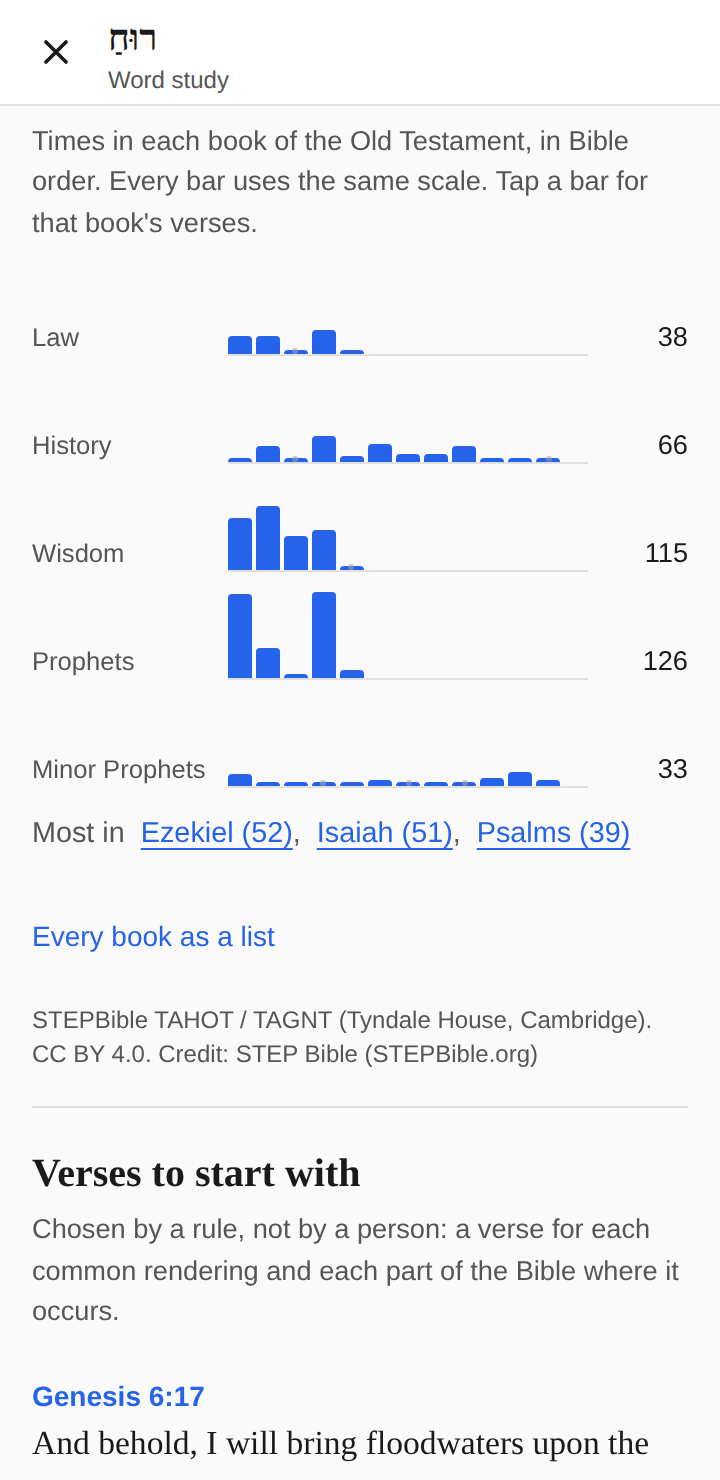 רוּחַ
Word study
Times in each book of the Old Testament, in Bible
order. Every bar uses the same scale. Tap a bar for
that book's verses.
Law 38
History 66
Wisdom 115
Prophets 126
Minor Prophets 33
Most in Ezekiel (52), Isaiah (51), Psalms (39)
Every book as a list
STEPBible TAHOT / TAGNT (Tyndale House, Cambridge).
CC BY 4.0. Credit: STEP Bible (STEPBible.org)
Verses to start with
Chosen by a rule, not by a person: a verse for each
common rendering and each part of the Bible where it
occurs.
Genesis 6:17
And behold, I will bring floodwaters upon the